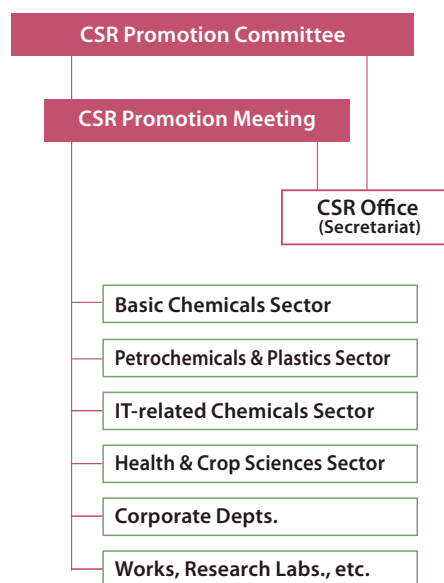 CSR Promotion Committee
CSR Promotion Meeting
CSR Office
(Secretariat)
Basic Chemicals Sector
Petrochemicals & Plastics Sector
IT-related Chemicals Sector
Health & Crop Sciences Sector
Corporate Depts.
Works, Research Labs., etc.